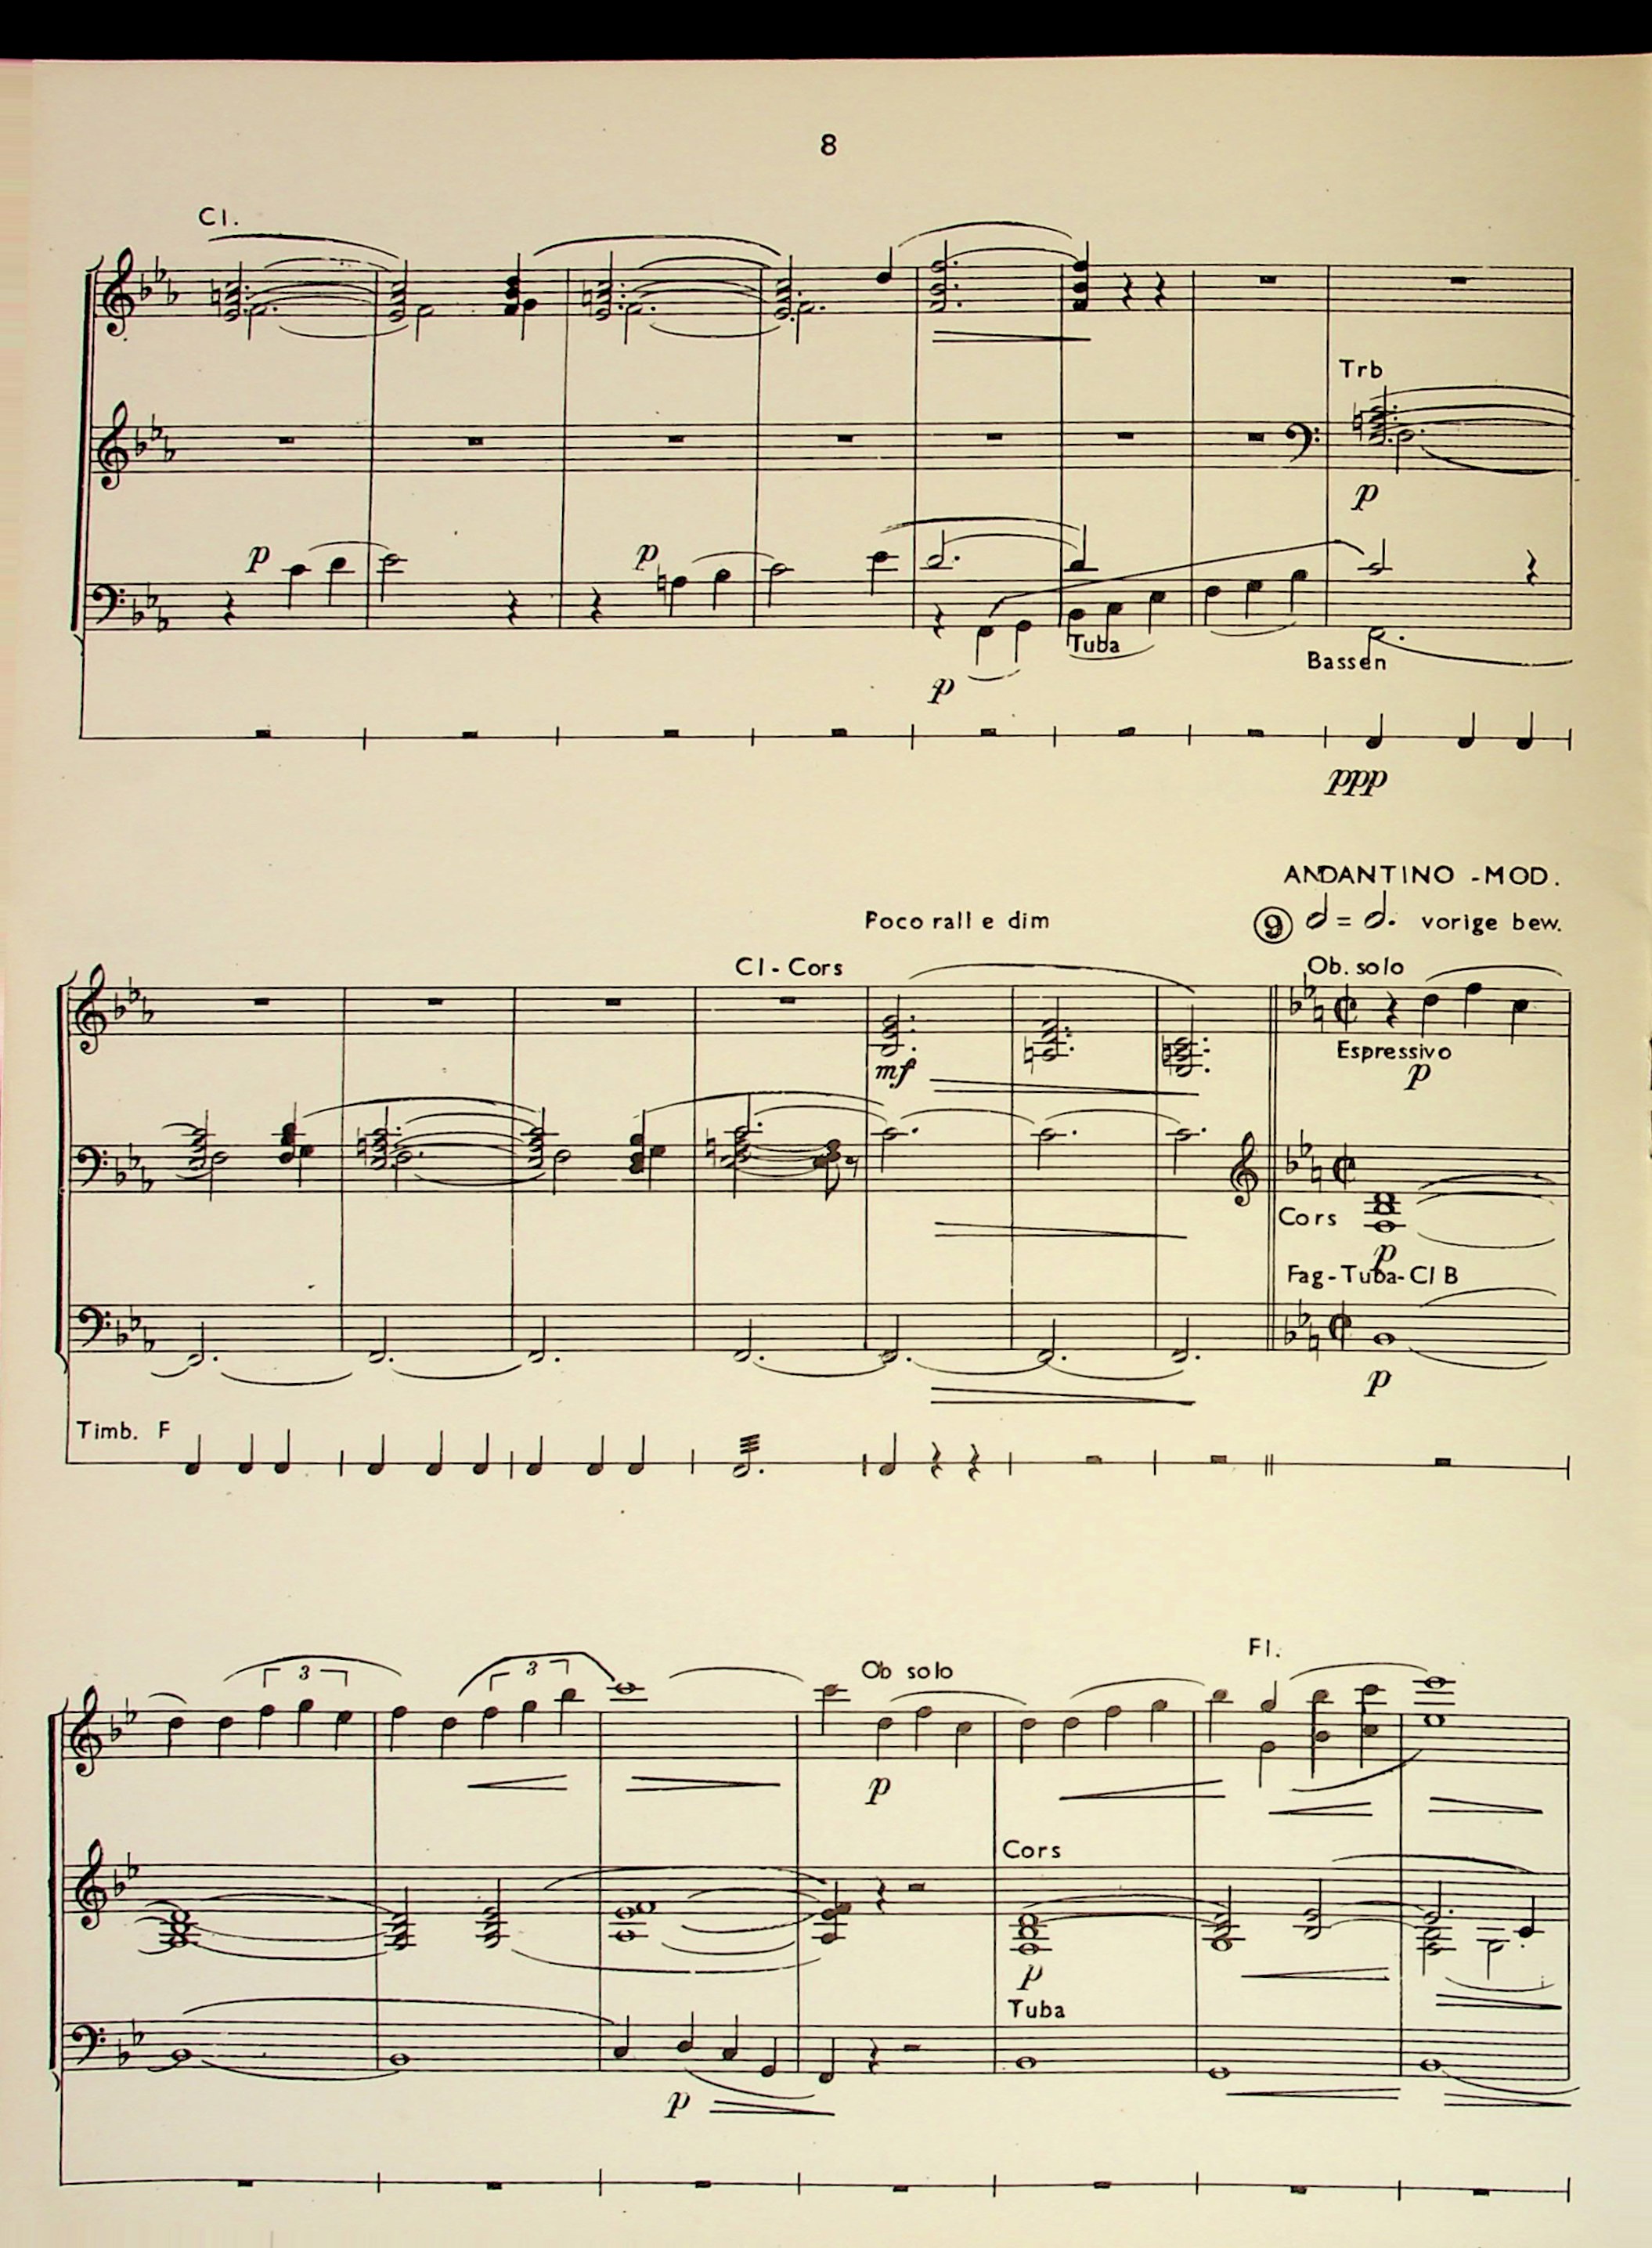 8
Cl.
Trb
p
p
p
Tuba
Bassen
p
ppp
ANDANTINO -MOD.
Poco rall e dim
9 = vorige bew.
Cl - Cors
Ob. solo
Espressivo
mf
p
Cors
p
Fag - Tuba - Cl B
p
Timb. F
Fl.
3
3
Ob solo
p
Cors
p
Tuba
p